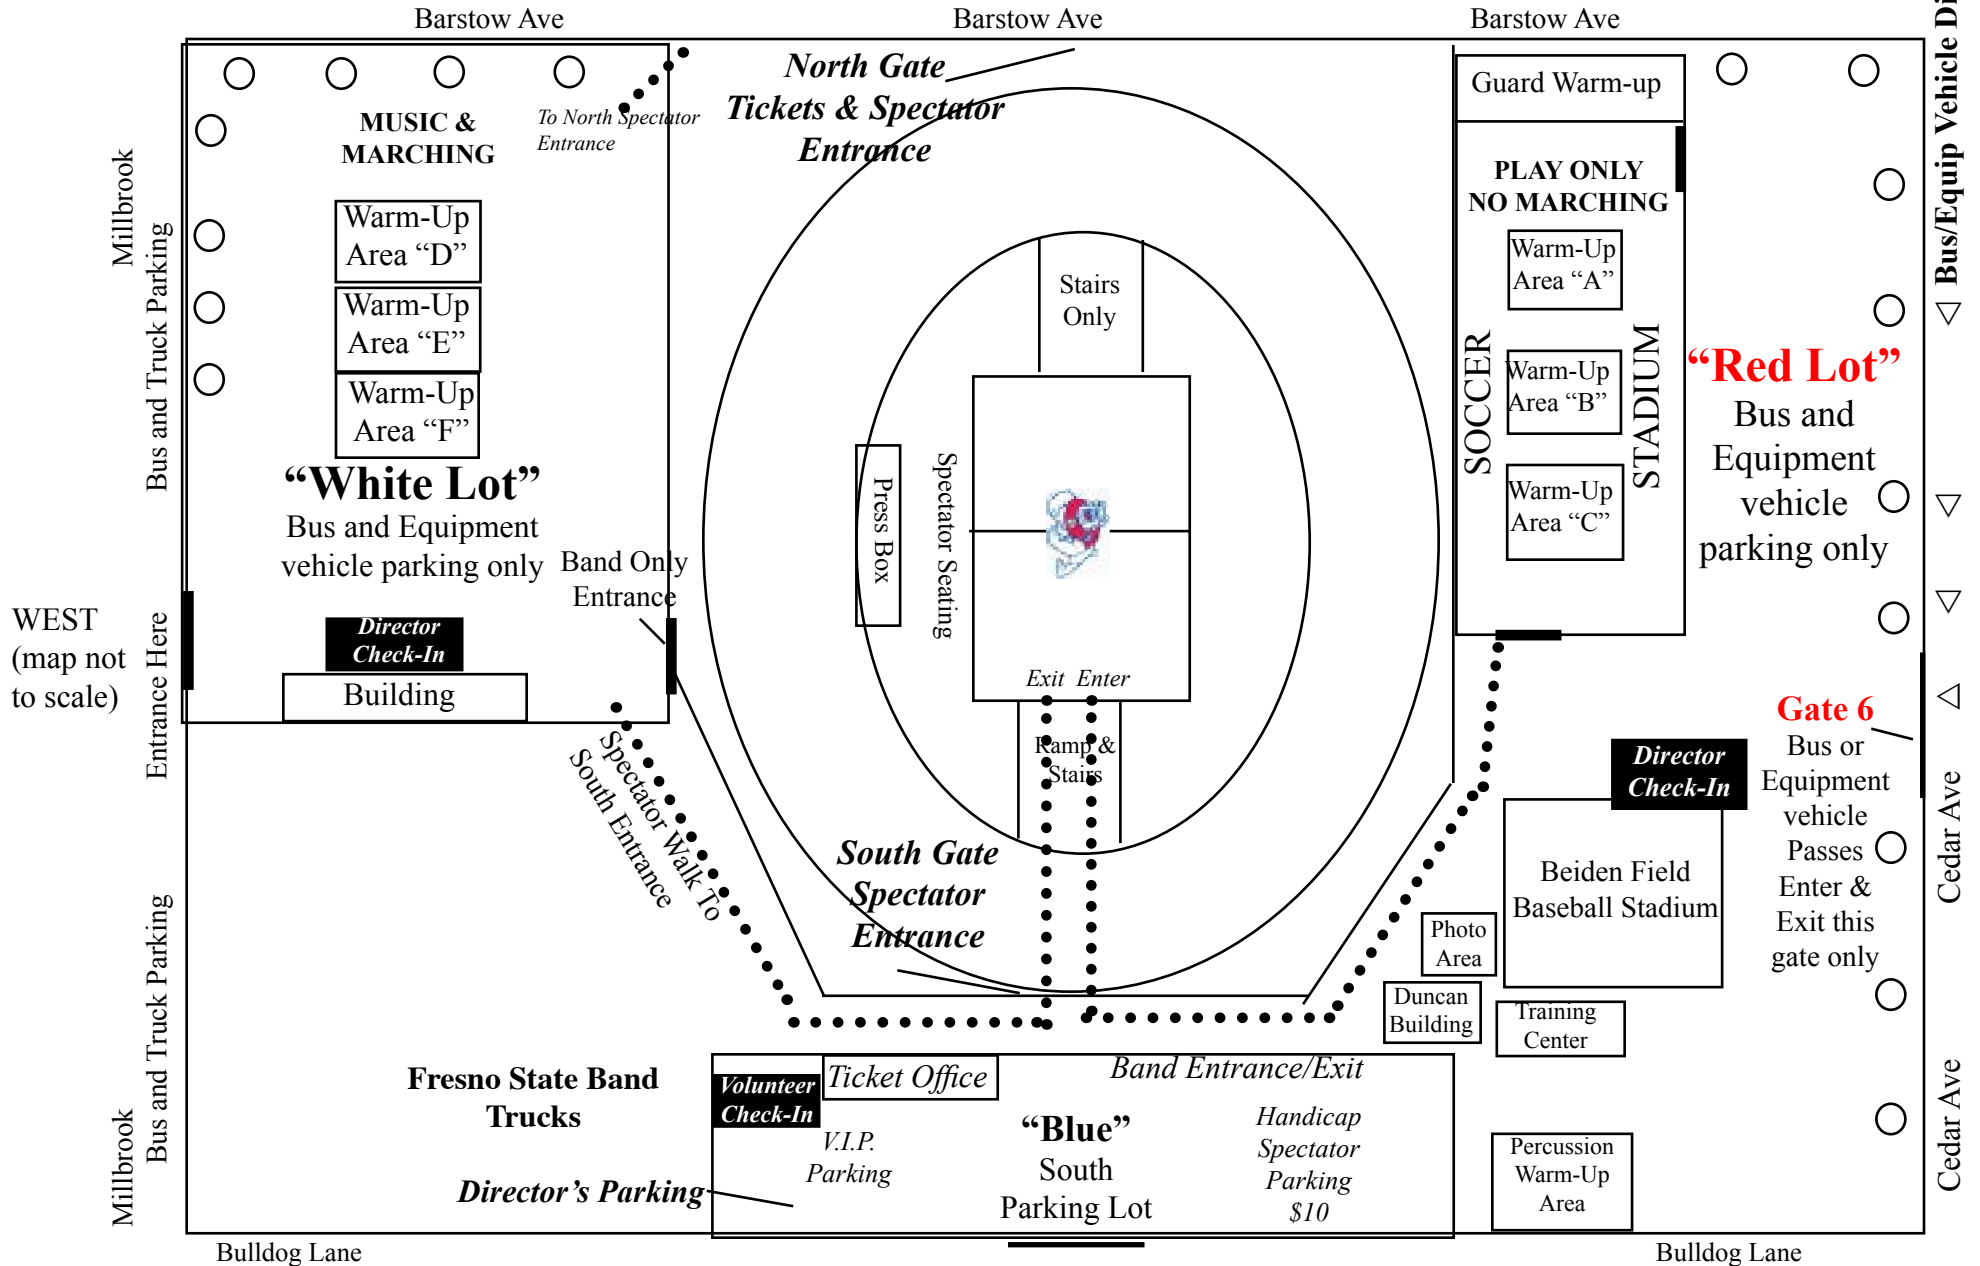 Barstow Ave
Barstow Ave
Barstow Ave
North Gate
Tickets & Spectator
Entrance
To North Spectator
Entrance
MUSIC &
MARCHING
Warm-Up
Area “D”
Warm-Up
Area “E”
Warm-Up
Area “F”
“White Lot”
Bus and Equipment
vehicle parking only
Band Only
Entrance
Director
Check-In
Building
WEST
(map not
to scale)
Millbrook
Bus and Truck Parking
Entrance Here
Millbrook
Bus and Truck Parking
Stairs
Only
Press Box
Spectator Seating
Exit Enter
Ramp &
Stairs
South Gate
Spectator
Entrance
Spectator Walk To
South Entrance
Guard Warm-up
PLAY ONLY
NO MARCHING
Warm-Up
Area “A”
Warm-Up
Area “B”
Warm-Up
Area “C”
SOCCER
STADIUM
“Red Lot”
Bus and
Equipment
vehicle
parking only
Bus/Equip Vehicle
Gate 6
Bus or
Equipment
vehicle
Passes
Enter &
Exit this
gate only
Cedar Ave
Cedar Ave
Director
Check-In
Beiden Field
Baseball Stadium
Photo
Area
Duncan
Building
Training
Center
Percussion
Warm-Up
Area
Fresno State Band
Trucks
Volunteer
Check-In
Ticket Office
Band Entrance/Exit
V.I.P.
Parking
Director’s Parking
“Blue”
South
Parking Lot
Handicap
Spectator
Parking
$10
Bulldog Lane
Bulldog Lane